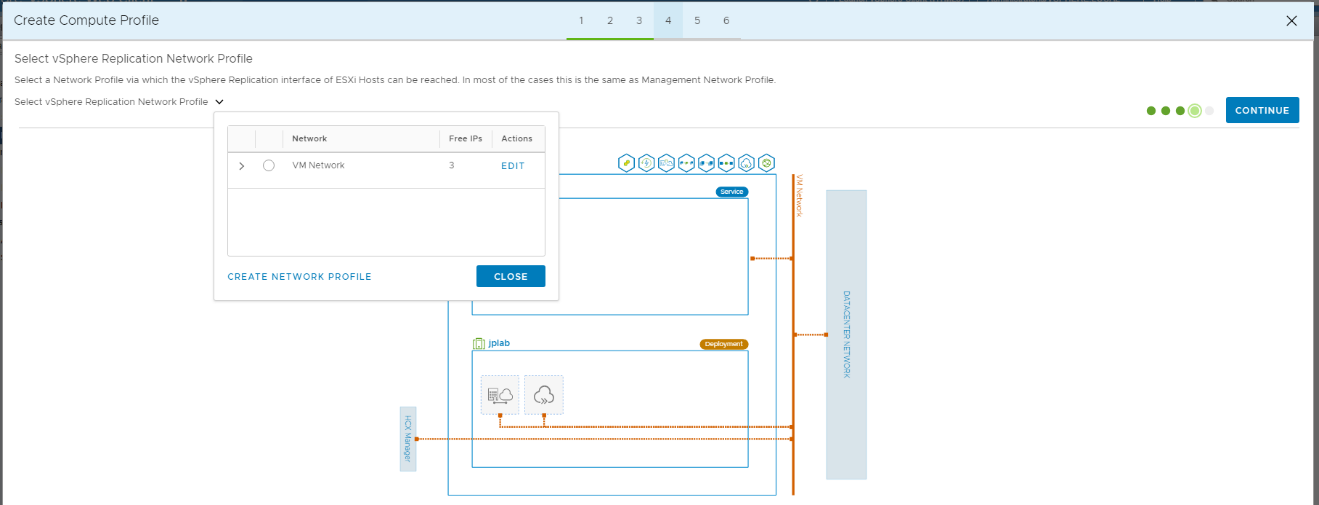 Create Compute Profile
1 2 3 4 5 6
Select vSphere Replication Network Profile
Select a Network Profile via which the vSphere Replication interface of ESXi Hosts can be reached. In most of the cases this is the same as Management Network Profile.
Select vSphere Replication Network Profile
CONTINUE
Network Free IPs Actions
VM Network 3 EDIT
CREATE NETWORK PROFILE CLOSE
Service
VM Network
DATACENTER NETWORK
jplab
Deployment
HCX Manager